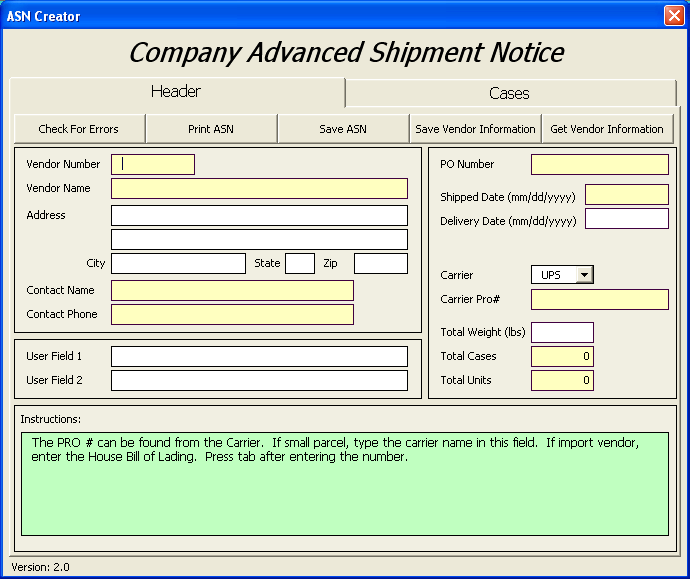 ASN Creator
Company Advanced Shipment Notice
Header
Cases
Check For Errors
Print ASN
Save ASN
Save Vendor Information
Get Vendor Information
Vendor Number
Vendor Name
Address
City
State
Zip
Contact Name
Contact Phone
User Field 1
User Field 2
PO Number
Shipped Date (mm/dd/yyyy)
Delivery Date (mm/dd/yyyy)
Carrier
UPS
Carrier Pro#
Total Weight (lbs)
Total Cases
0
Total Units
0
Instructions:
The PRO # can be found from the Carrier.  If small parcel, type the carrier name in this field.  If import vendor,
enter the House Bill of Lading.  Press tab after entering the number.
Version: 2.0